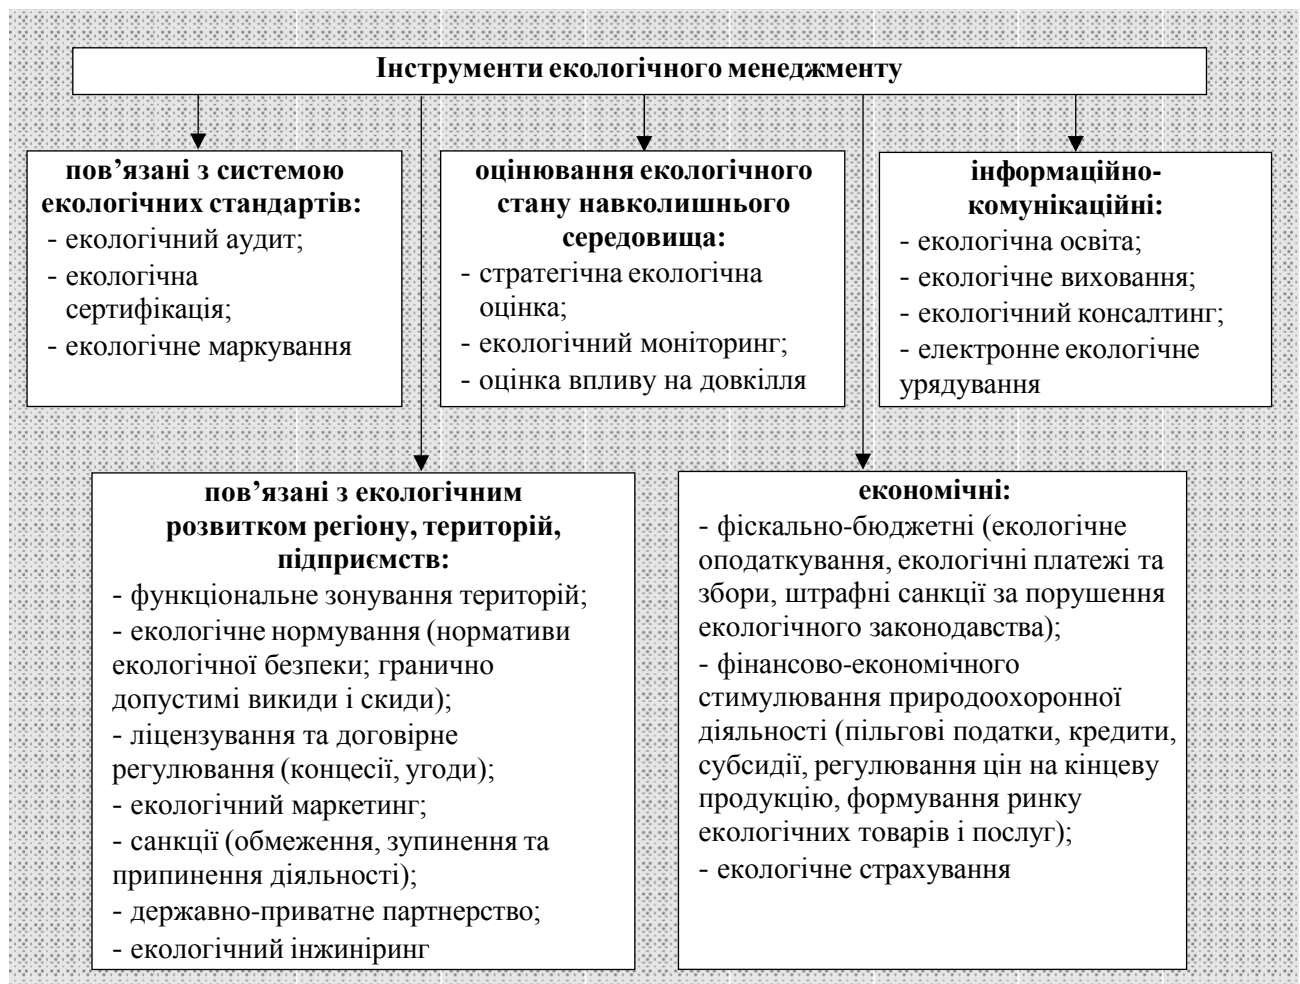 Інструменти екологічного менеджменту
пов’язані з системою
екологічних стандартів:
- екологічний аудит;
- екологічна
сертифікація;
- екологічне маркування
оцінювання екологічного
стану навколишнього
середовища:
- стратегічна екологічна
оцінка;
- екологічний моніторинг;
- оцінка впливу на довкілля
інформаційно-
комунікаційні:
- екологічна освіта;
- екологічне виховання;
- екологічний консалтинг;
- електронне екологічне
урядування
пов’язані з екологічним
розвитком регіону, територій,
підприємств:
- функціональне зонування територій;
- екологічне нормування (нормативи
екологічної безпеки; гранично
допустимі викиди і скиди);
- ліцензування та договірне
регулювання (концесії, угоди);
- екологічний маркетинг;
- санкції (обмеження, зупинення та
припинення діяльності);
- державно-приватне партнерство;
- екологічний інжиніринг
економічні:
- фіскально-бюджетні (екологічне
оподаткування, екологічні платежі та
збори, штрафні санкції за порушення
екологічного законодавства);
- фінансово-економічного
стимулювання природоохоронної
діяльності (пільгові податки, кредити,
субсидії, регулювання цін на кінцеву
продукцію, формування ринку
екологічних товарів і послуг);
- екологічне страхування